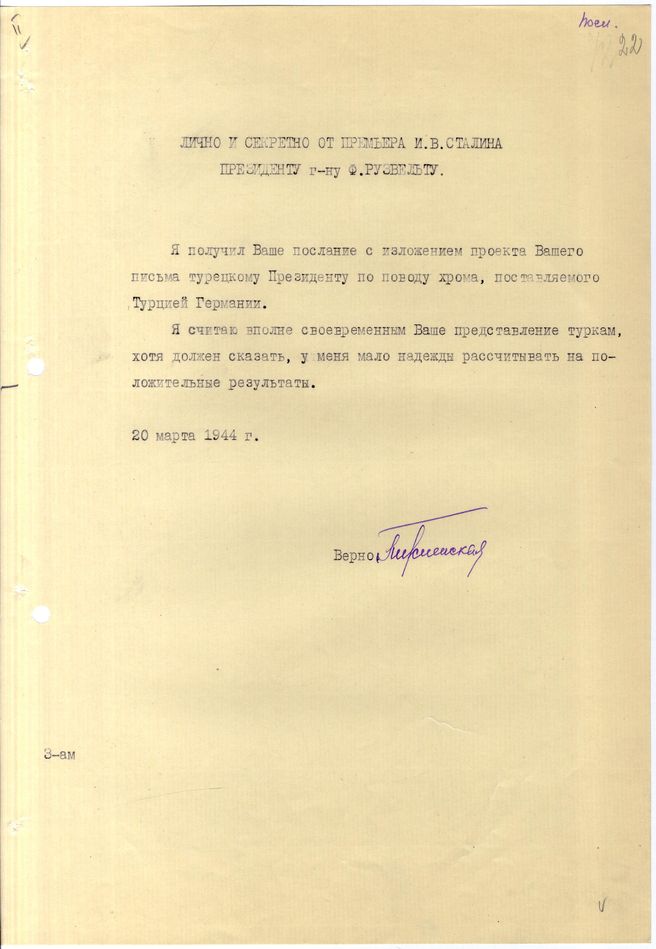 II
22
ЛИЧНО И СЕКРЕТНО ОТ ПРЕМЬЕРА И.В.СТАЛИНА
ПРЕЗИДЕНТУ г-ну Ф.РУЗВЕЛЬТУ.
Я получил Ваше послание с изложением проекта Вашего
письма турецкому Президенту по поводу хрома, поставляемого
Турцией Германии.
Я считаю вполне своевременным Ваше представление туркам,
хотя должен сказать, у меня мало надежды рассчитывать на по-
ложительные результаты.
20 марта 1944 г.
Верно:
3-ам